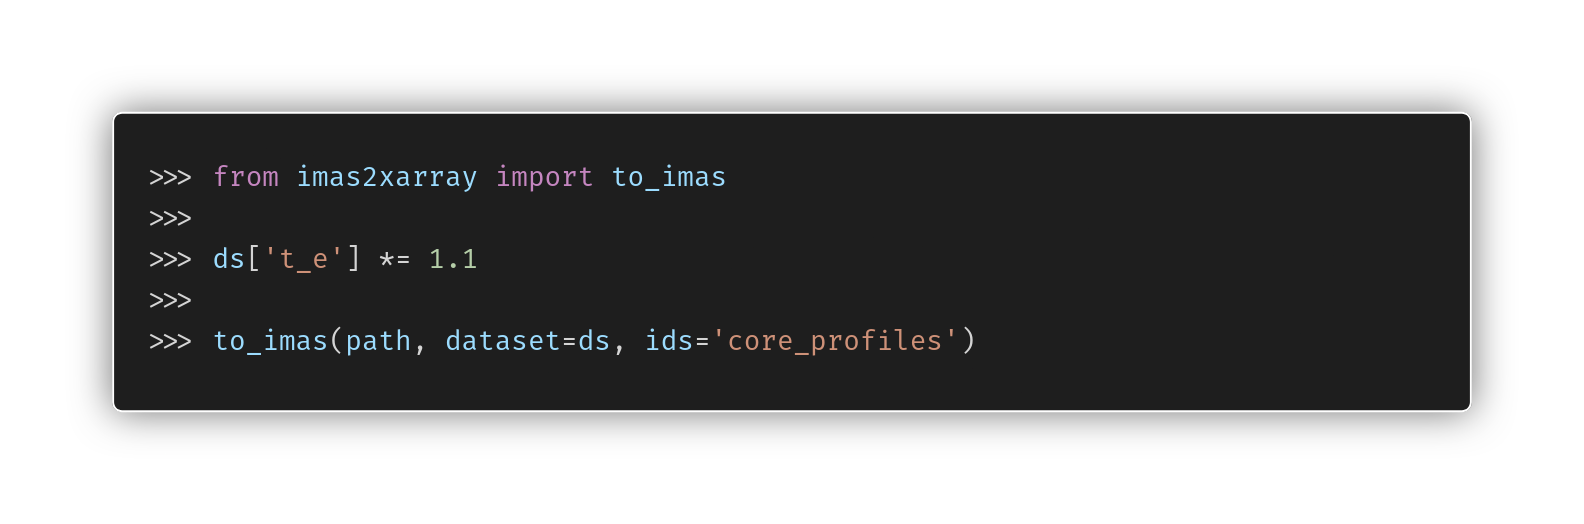 >>> from imas2xarray import to_imas
>>>
>>> ds['t_e'] *= 1.1
>>>
>>> to_imas(path, dataset=ds, ids='core_profiles')